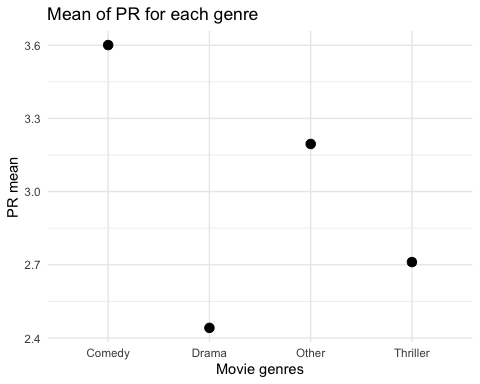 Mean of PR for each genre
3.6
3.3
3.0
2.7
2.4
PR mean
Comedy Drama Other Thriller
Movie genres